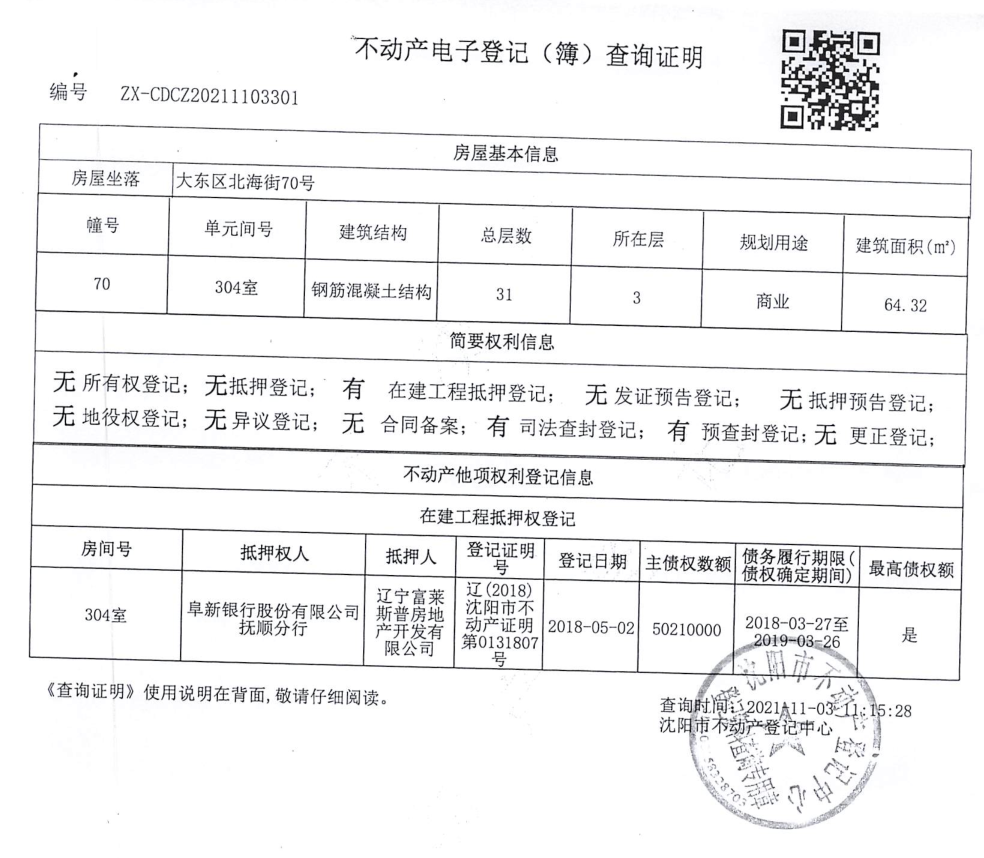 不动产电子登记（簿）查询证明
编号 ZX-CDCZ20211103301
房屋基本信息
房屋坐落 大东区北海街70号
幢号 单元间号 建筑结构 总层数 所在层 规划用途 建筑面积(㎡)
70 304室 钢筋混凝土结构 31 3 商业 64.32
简要权利信息
无 所有权登记； 无抵押登记； 有 在建工程抵押登记； 无 发证预告登记； 无 抵押预告登记；
无 地役权登记； 无 异议登记； 无 合同备案； 有 司法查封登记； 有 预查封登记； 无 更正登记；
不动产他项权利登记信息
在建工程抵押权登记
房间号 抵押权人 抵押人 登记证明号 登记日期 主债权数额 债务履行期限(债权确定期间) 最高债权额
304室
阜新银行股份有限公司
抚顺分行
辽宁富莱
斯普房地
产开发有
限公司
辽(2018)
沈阳市不
动产证明
第0131807
号
2018-05-02
50210000
2018-03-27至
2019-03-26
是
《查询证明》使用说明在背面,敬请仔细阅读。
查询时间：2021-11-03 11:15:28
沈阳市不动产登记中心
沈阳市不动产登记中心